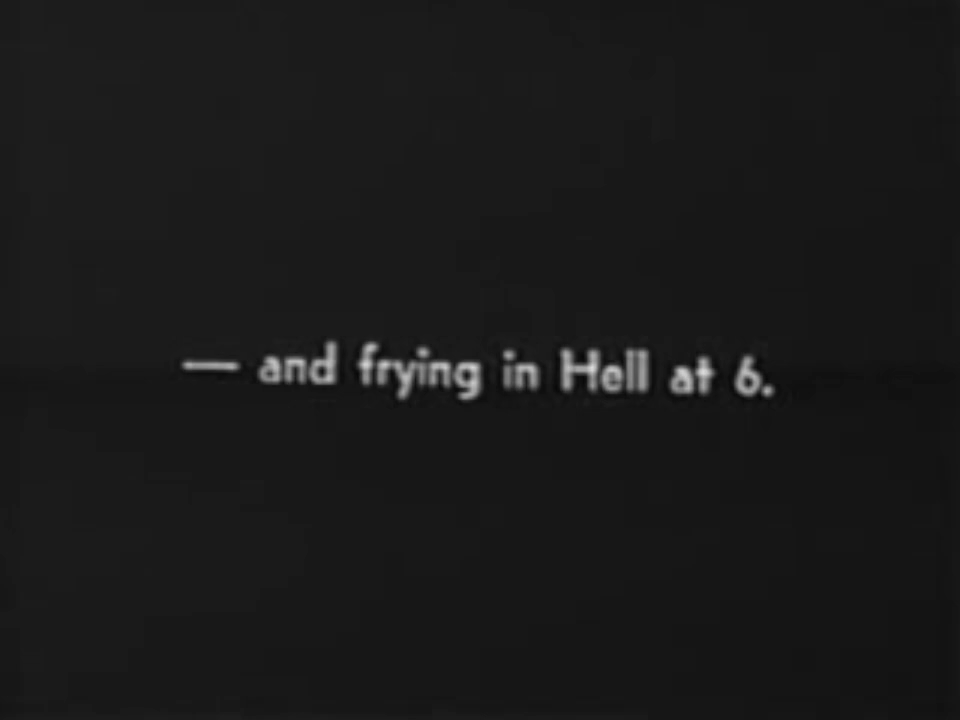 — and frying in Hell at 6.